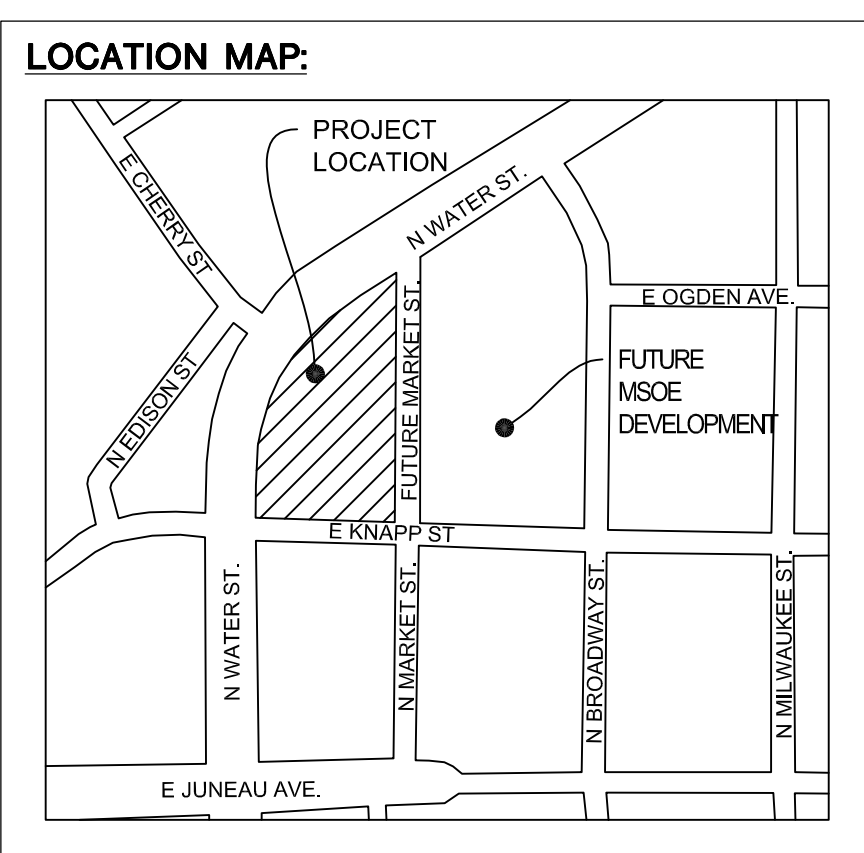 LOCATION MAP:
PROJECT
LOCATION
E CHERRY ST
N WATER ST.
E OGDEN AVE.
FUTURE MARKET ST.
FUTURE
MSOE
DEVELOPMENT
N EDISON ST
E KNAPP ST
N WATER ST.
N MARKET ST.
N BROADWAY ST.
N MILWAUKEE ST.
E JUNEAU AVE.